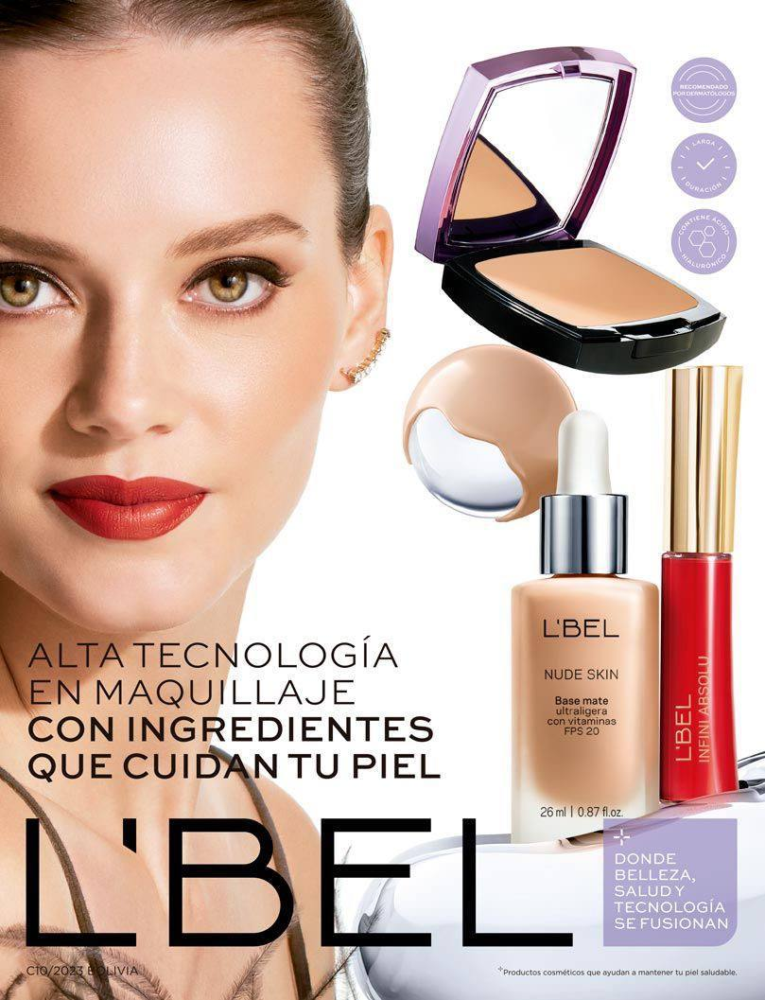 RECOMENDADO
POR DERMATÓLOGOS
LARGA
DURACIÓN
CONTIENE ÁCIDO
HIALURÓNICO
L'BEL
NUDE SKIN
Base mate
ultraligera
con vitaminas
FPS 20
26 ml | 0.87 fl.oz.
L'BEL
INFINI ABSOLU
ALTA TECNOLOGÍA
EN MAQUILLAJE
CON INGREDIENTES
QUE CUIDAN TU PIEL
L'BEL
DONDE
BELLEZA,
SALUD Y
TECNOLOGÍA
SE FUSIONAN
C10/2023 BOLIVIA
⁺Productos cosméticos que ayudan a mantener tu piel saludable.